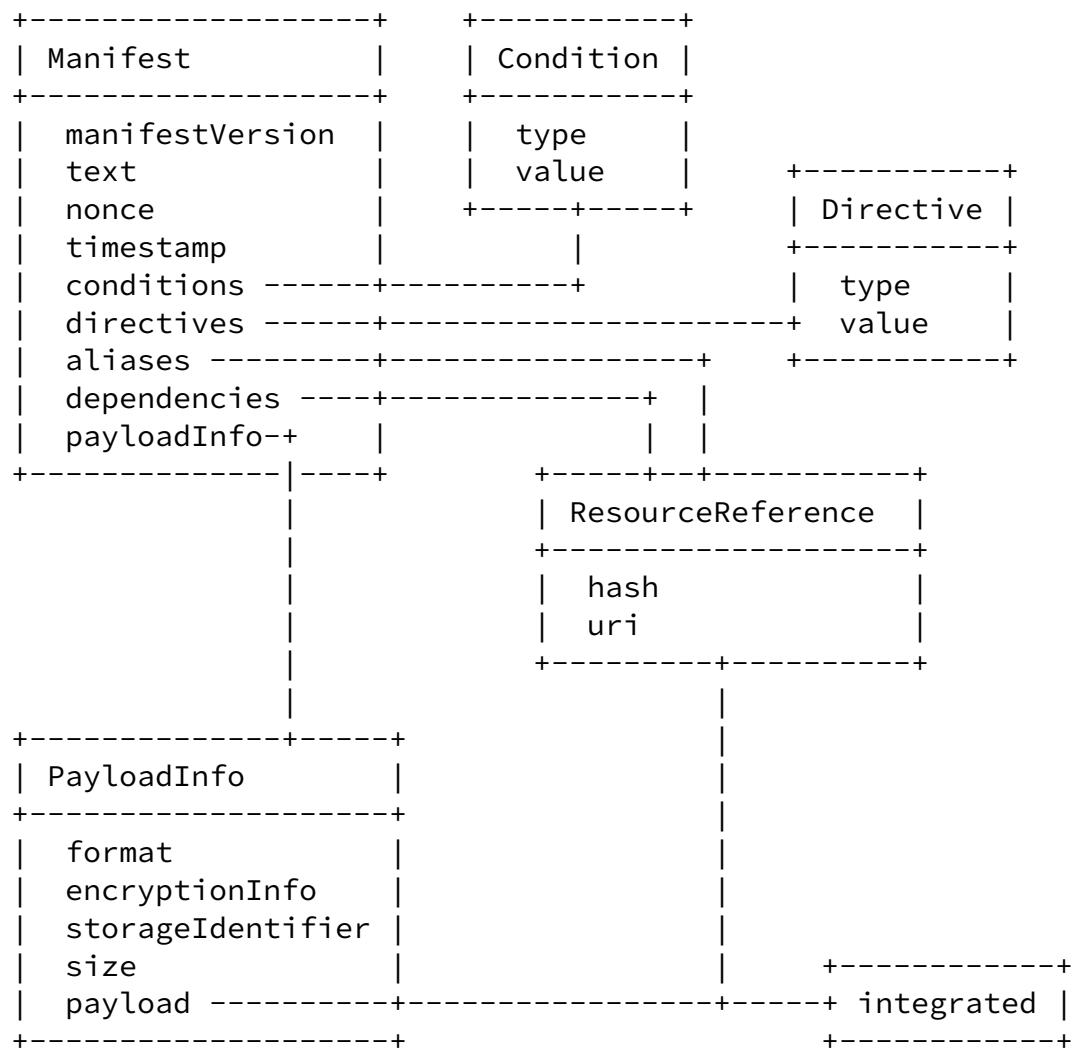 Manifest
Condition
manifestVersion
type
text
value
nonce
Directive
timestamp
conditions
type
directives
value
aliases
dependencies
payloadInfo
ResourceReference
hash
uri
PayloadInfo
format
encryptionInfo
storageIdentifier
size
payload
integrated